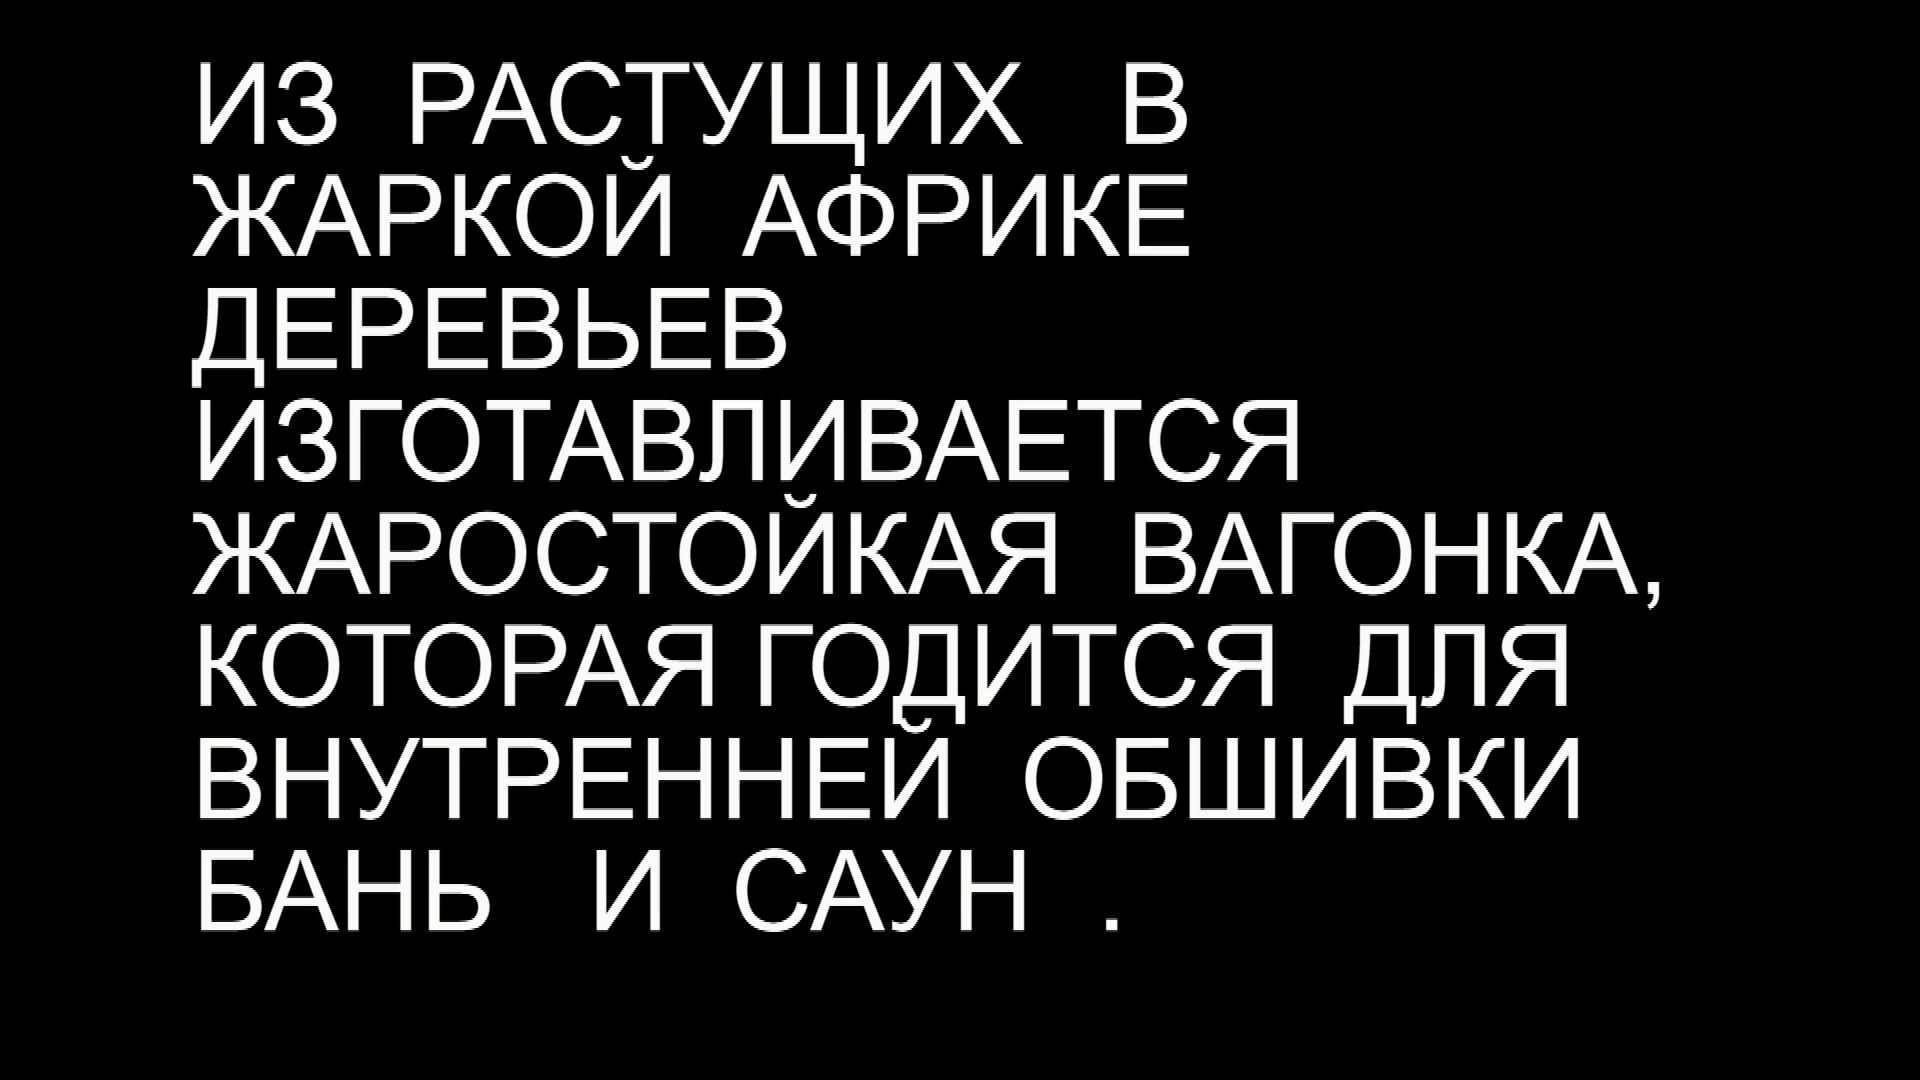 ИЗ РАСТУЩИХ В
ЖАРКОЙ АФРИКЕ
ДЕРЕВЬЕВ
ИЗГОТАВЛИВАЕТСЯ
ЖАРОСТОЙКАЯ ВАГОНКА,
КОТОРАЯ ГОДИТСЯ ДЛЯ
ВНУТРЕННЕЙ ОБШИВКИ
БАНЬ И САУН .